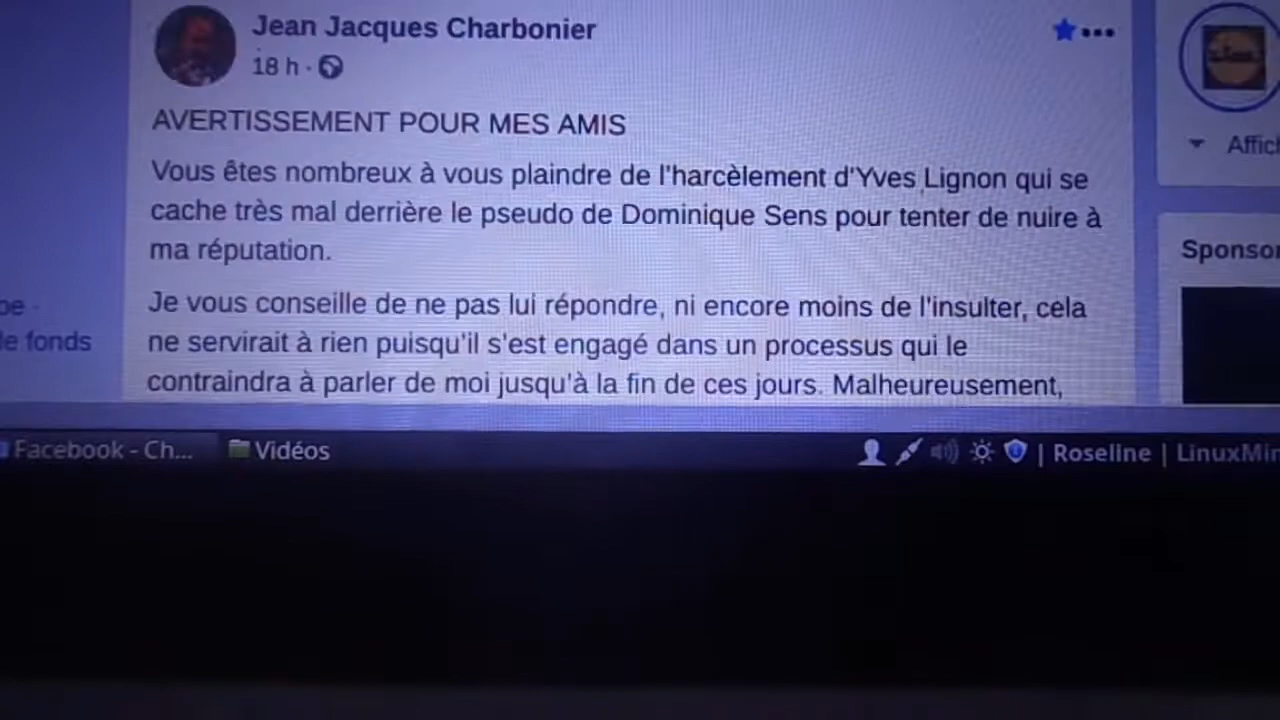 Jean Jacques Charbonier
18 h ·
AVERTISSEMENT POUR MES AMIS
Vous êtes nombreux à vous plaindre de l'harcèlement d'Yves Lignon qui se
cache très mal derrière le pseudo de Dominique Sens pour tenter de nuire à
ma réputation.
Je vous conseille de ne pas lui répondre, ni encore moins de l'insulter, cela
ne servirait à rien puisqu'il s'est engagé dans un processus qui le
contraindra à parler de moi jusqu'à la fin de ces jours. Malheureusement,
de fonds
Affich
Sponsor
Facebook - Ch...
Vidéos
| Roseline | LinuxMin